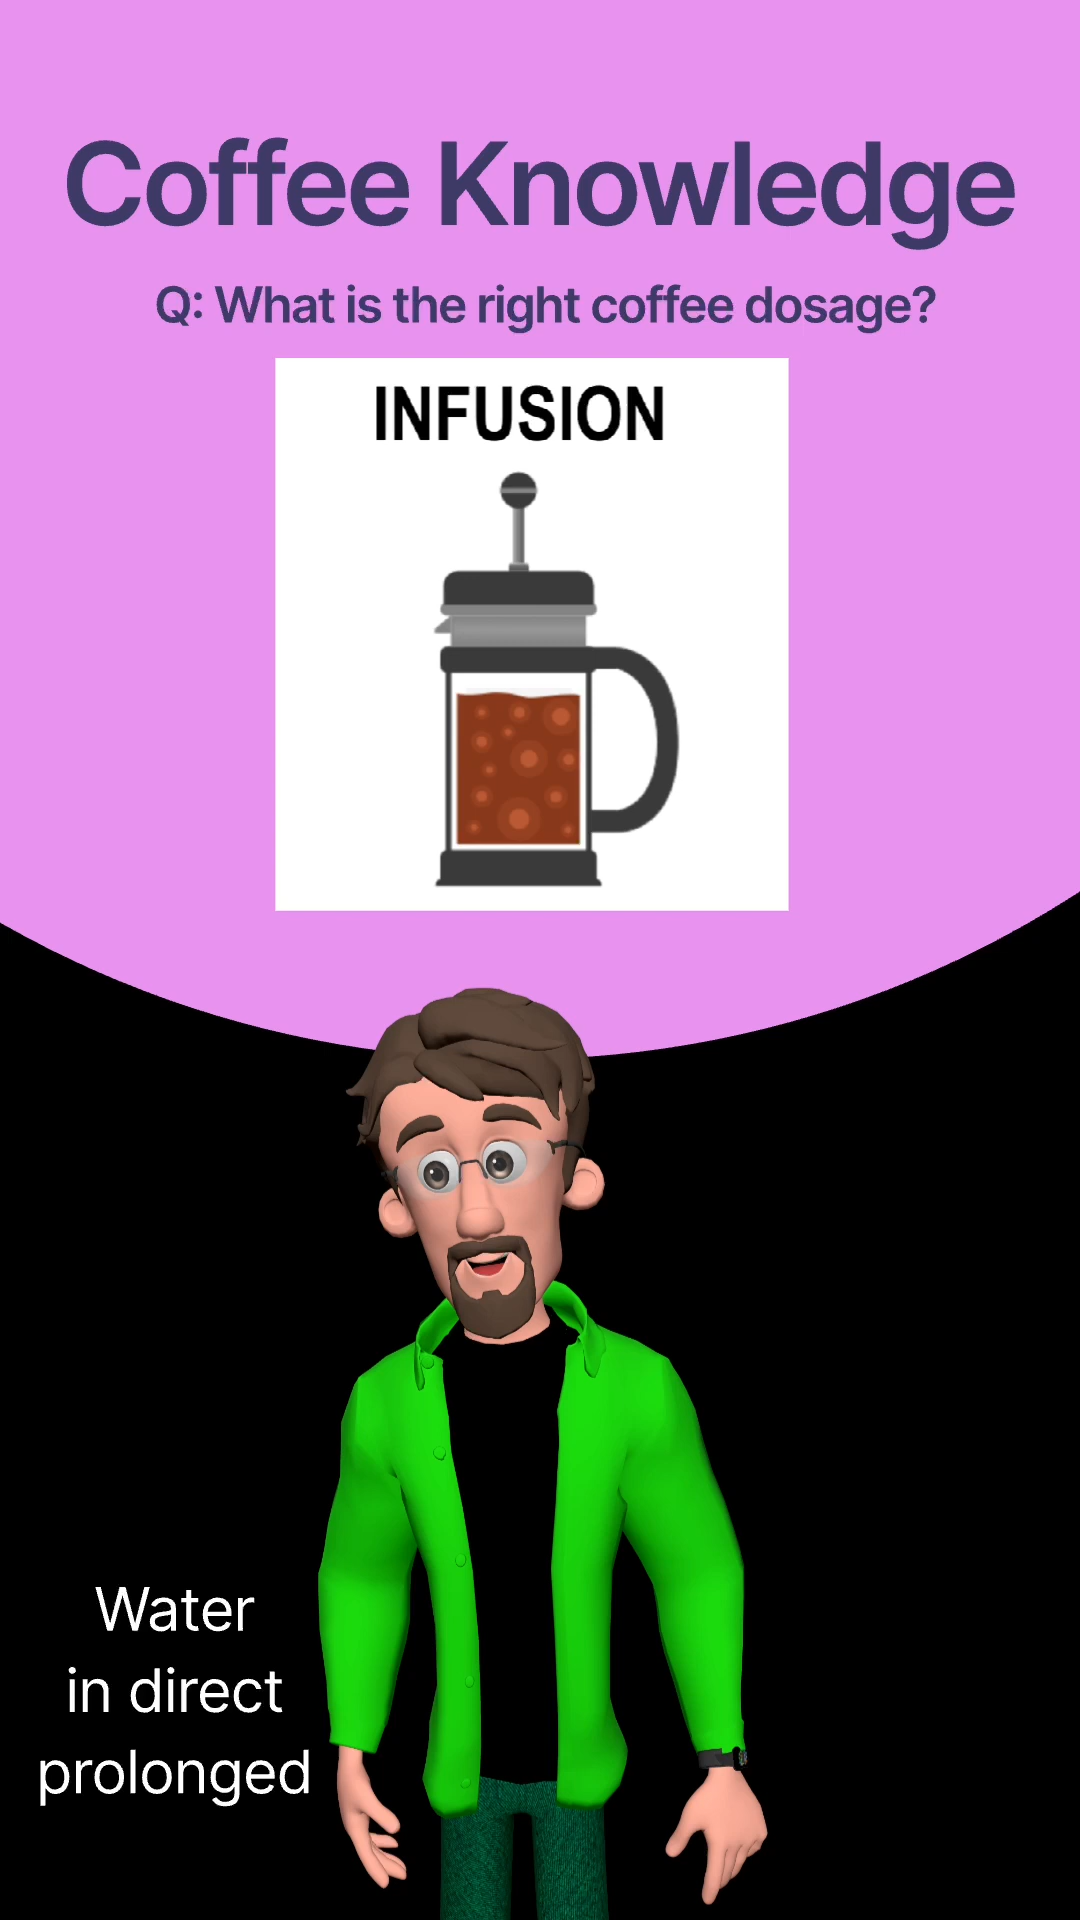 Coffee Knowledge
Q: What is the right coffee dosage?
INFUSION
Water
in direct
prolonged